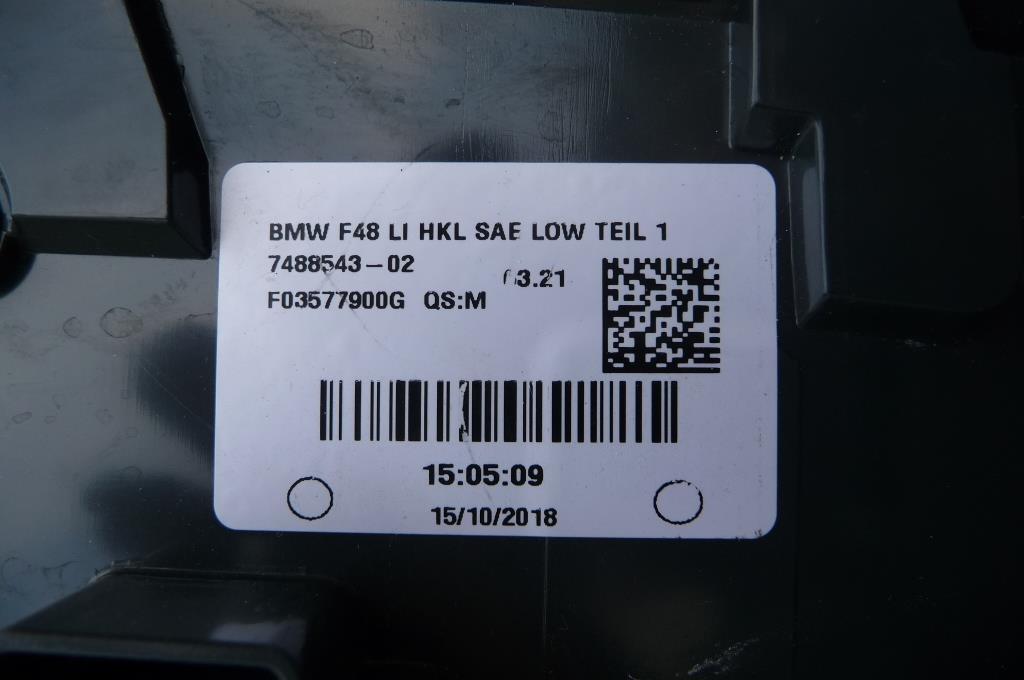 BMW F48 LI HKL SAE LOW TEIL 1
7488543-02
03.21
F03577900G QS:M
15:05:09
15/10/2018